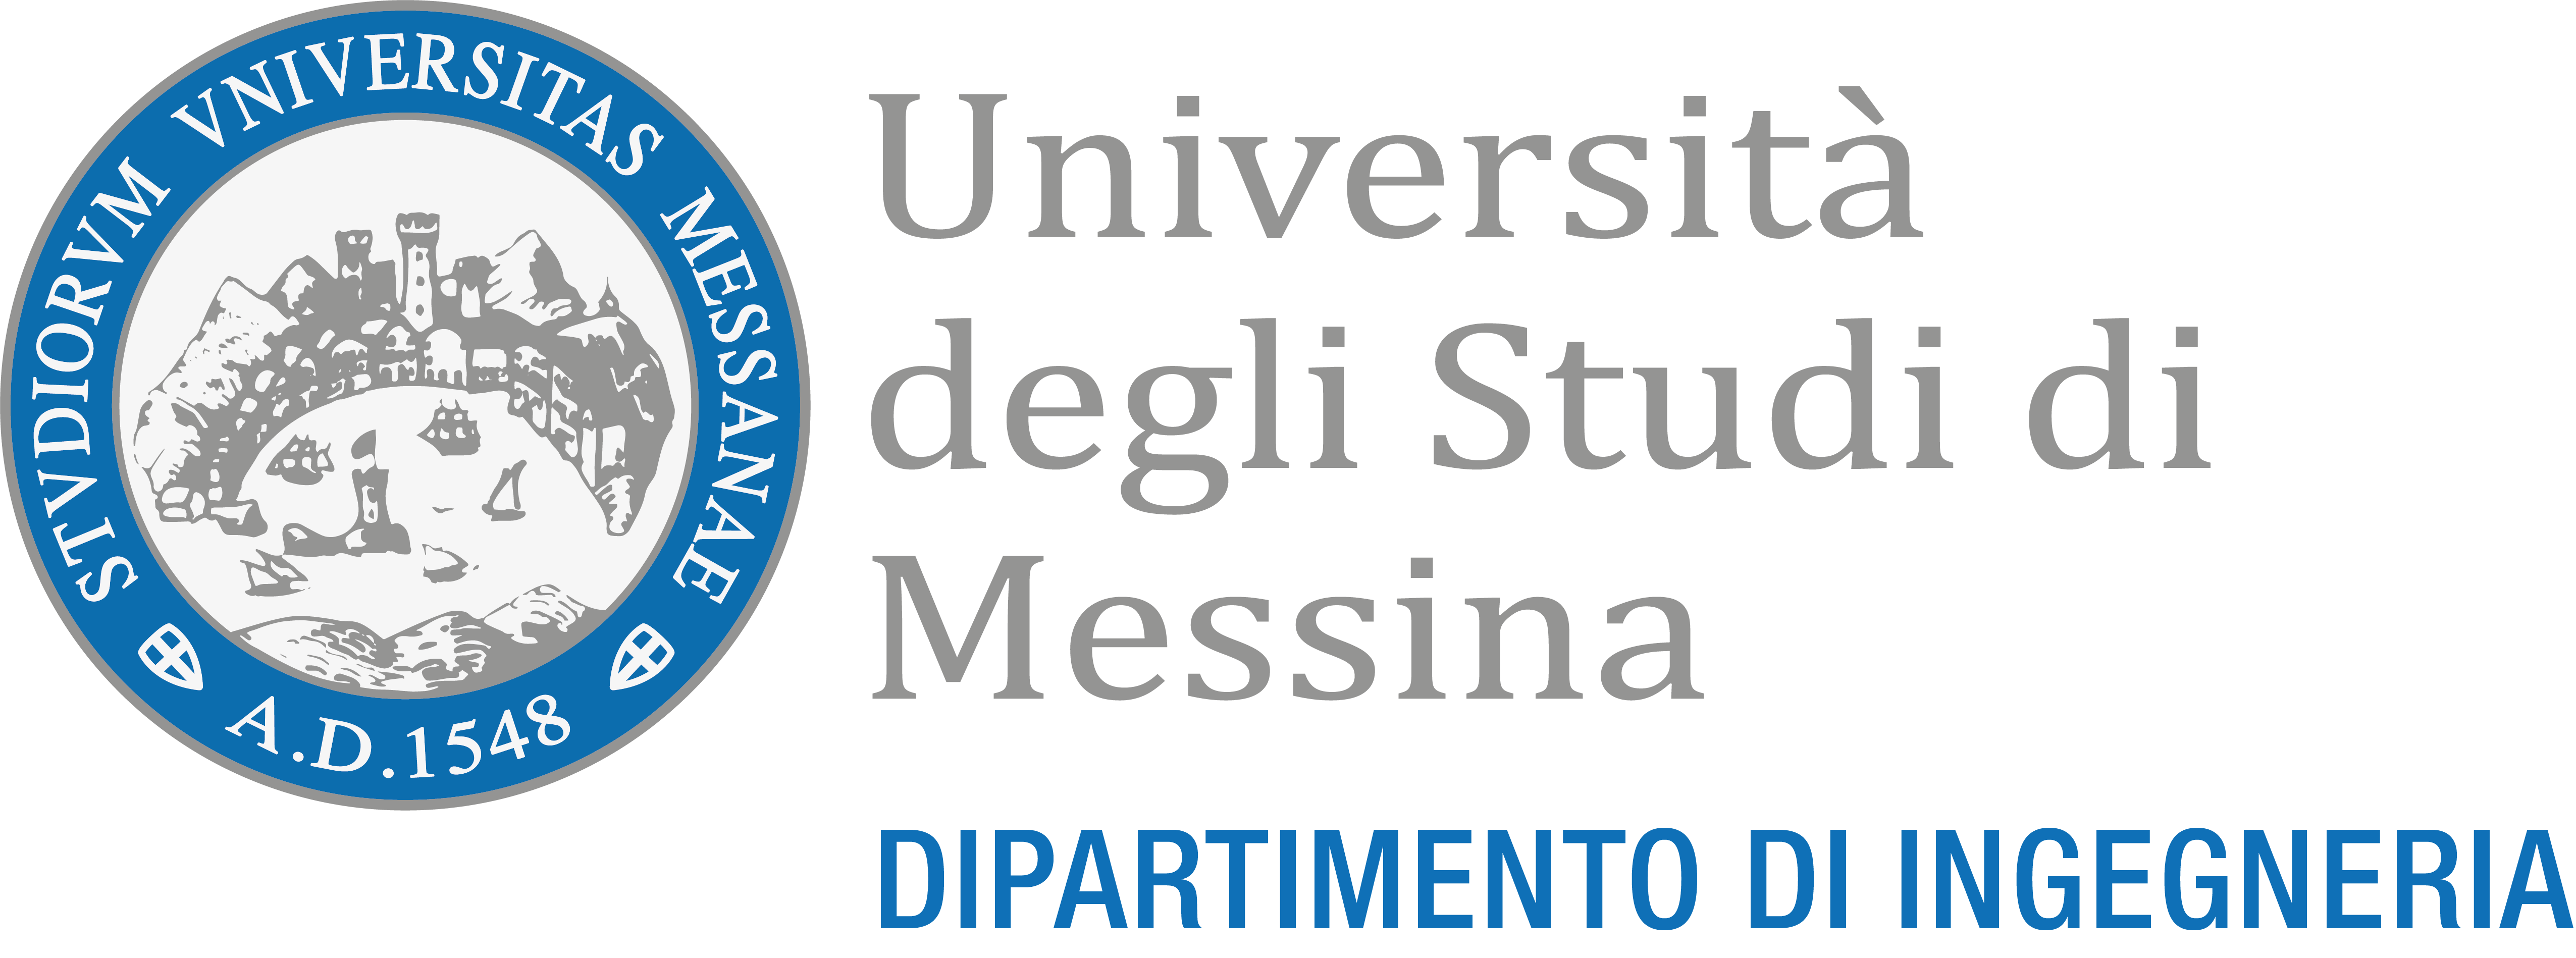 STVDIORVM VNIVERSITAS MESSANAE
A.D.1548
Università
degli Studi di
Messina
DIPARTIMENTO DI INGEGNERIA